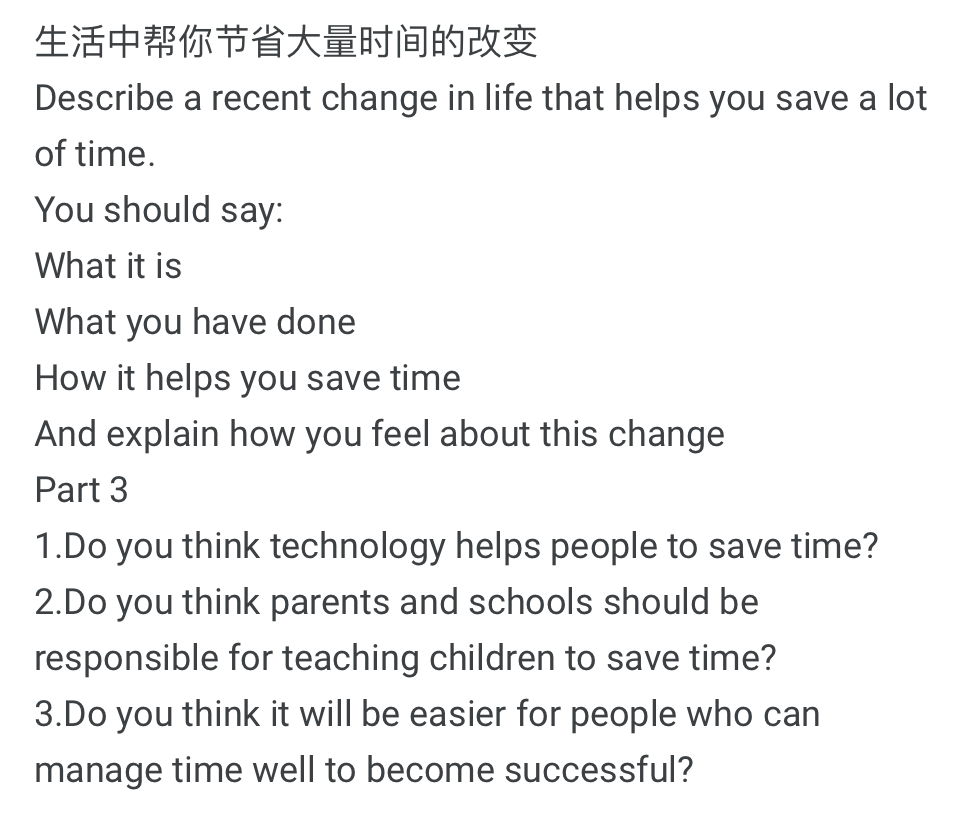 生活中帮你节省大量时间的改变
Describe a recent change in life that helps you save a lot
of time.
You should say:
What it is
What you have done
How it helps you save time
And explain how you feel about this change
Part 3
1.Do you think technology helps people to save time?
2.Do you think parents and schools should be
responsible for teaching children to save time?
3.Do you think it will be easier for people who can
manage time well to become successful?